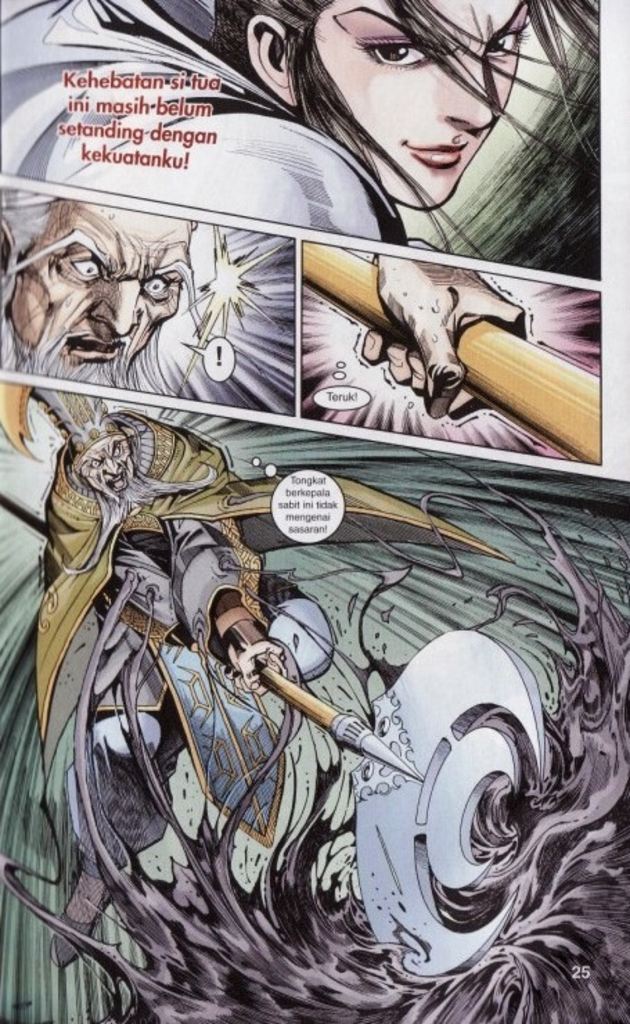 Kehebatan si tua
ini masih belum
setanding dengan
kekuatanku!
!
Teruk!
Tongkat
berkepala
sabit ini tidak
mengenai
sasaran!
25